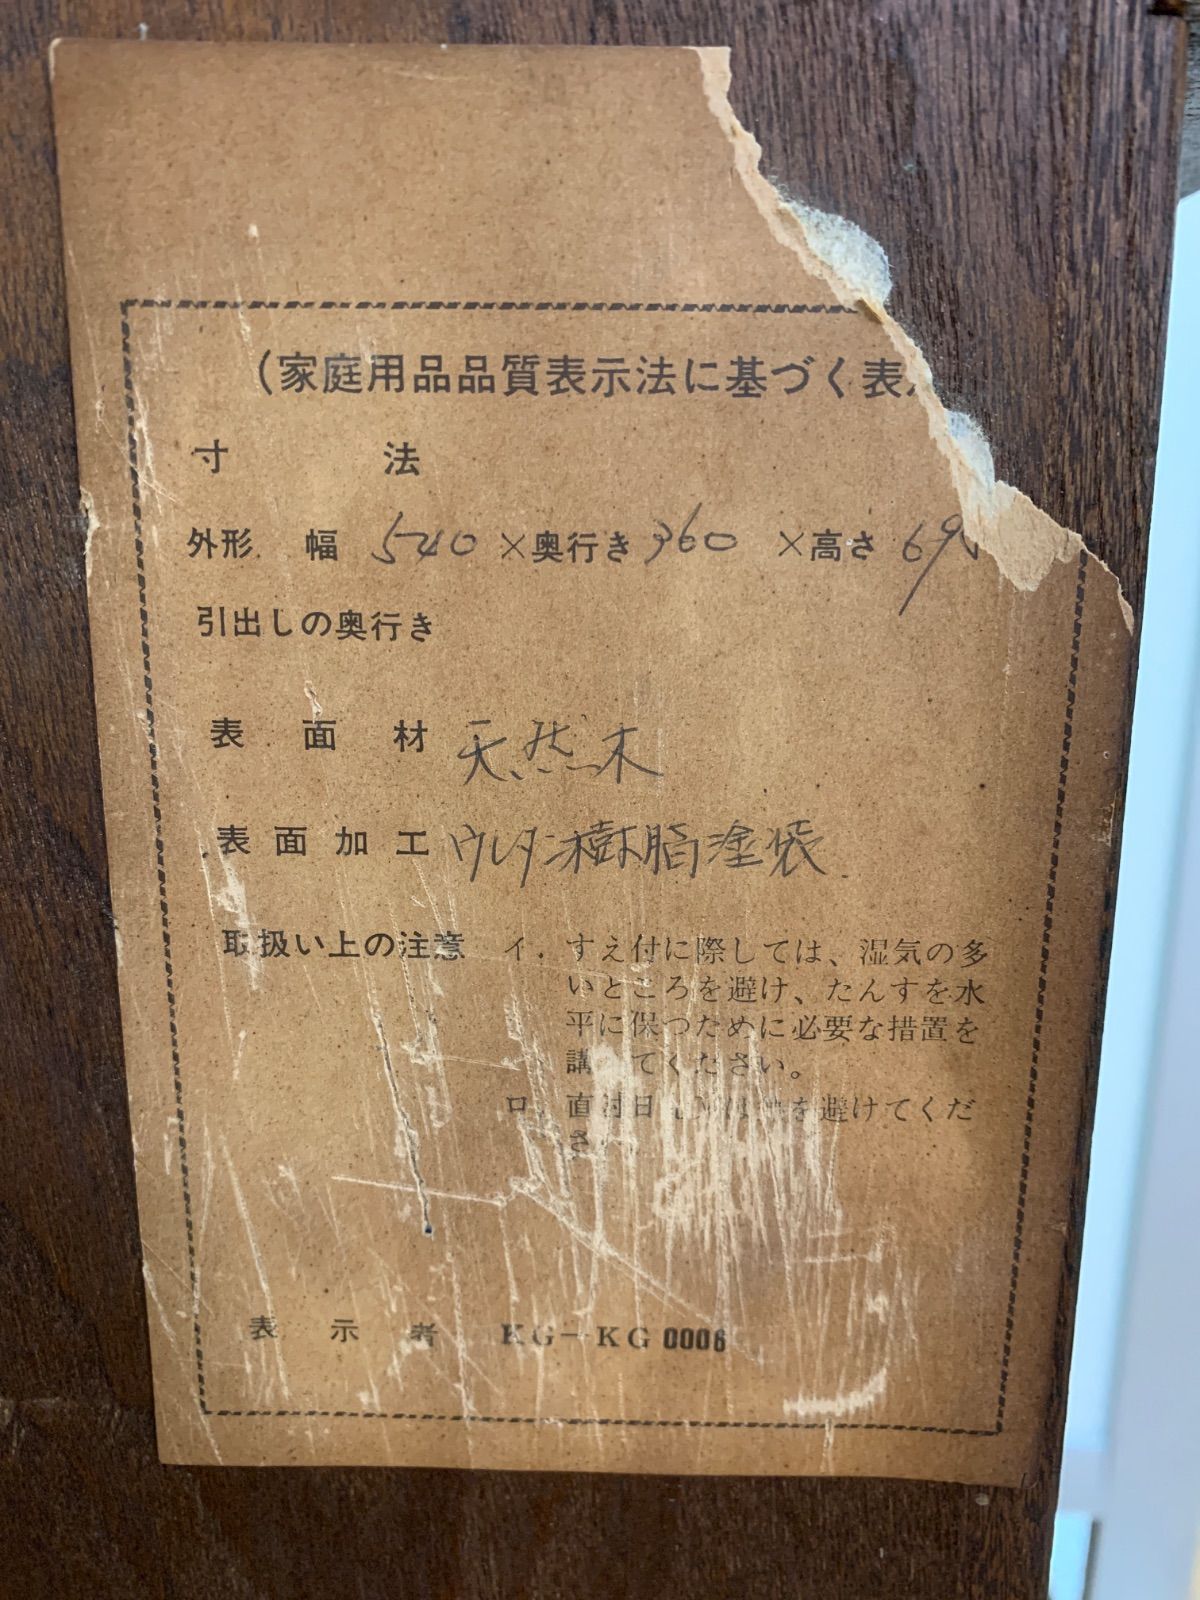 （家庭用品品質表示法に基づく表
寸法
外形 幅 540 ×奥行き 360 ×高さ 69
引出しの奥行き
表面材 天然木
表面加工 ウレタン樹脂塗装
取扱い上の注意 イ. すえ付に際しては、湿気の多
いところを避け、たんすを水
平に保つために必要な措置を
講 てください。
ロ. 直 日 を避けてくだ
さ
表示者 KG-KG 0006